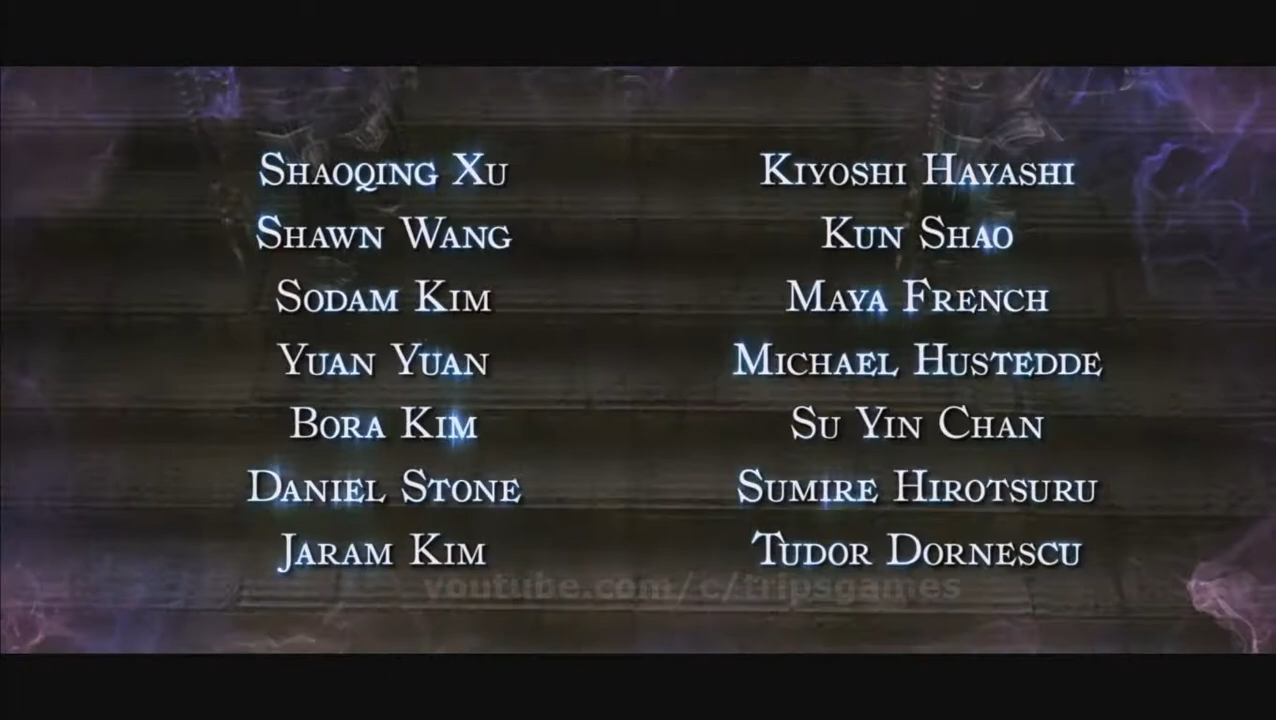 Shaoqing Xu
Shawn Wang
Sodam Kim
Yuan Yuan
Bora Kim
Daniel Stone
Jaram Kim
Kiyoshi Hayashi
Kun Shao
Maya French
Michael Hustedde
Su Yin Chan
Sumire Hirotsuru
Tudor Dornescu
youtube.com/c/tripsgames